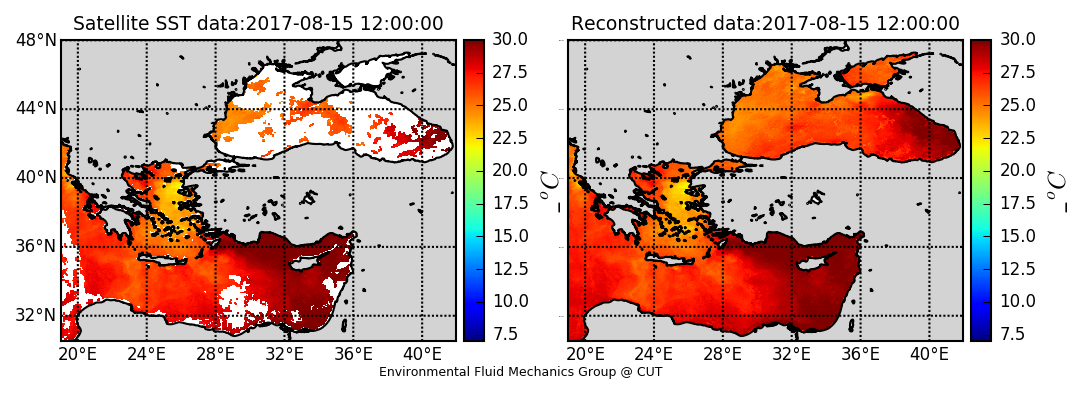 Satellite SST data:2017-08-15 12:00:00
48°N
44°N
40°N
36°N
32°N
20°E 24°E 28°E 32°E 36°E 40°E
30.0
27.5
25.0
22.5
20.0
17.5
15.0
12.5
10.0
7.5
_ °C
Reconstructed data:2017-08-15 12:00:00
20°E 24°E 28°E 32°E 36°E 40°E
30.0
27.5
25.0
22.5
20.0
17.5
15.0
12.5
10.0
7.5
_ °C
Environmental Fluid Mechanics Group @ CUT